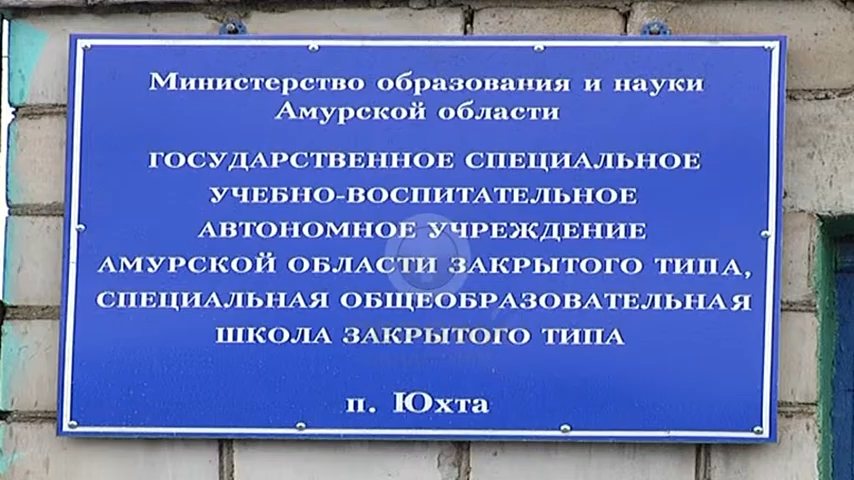 Министерство образования и науки
Амурской области
ГОСУДАРСТВЕННОЕ СПЕЦИАЛЬНОЕ
УЧЕБНО-ВОСПИТАТЕЛЬНОЕ
АВТОНОМНОЕ УЧРЕЖДЕНИЕ
АМУРСКОЙ ОБЛАСТИ ЗАКРЫТОГО ТИПА,
СПЕЦИАЛЬНАЯ ОБЩЕОБРАЗОВАТЕЛЬНАЯ
ШКОЛА ЗАКРЫТОГО ТИПА
п. Юхта